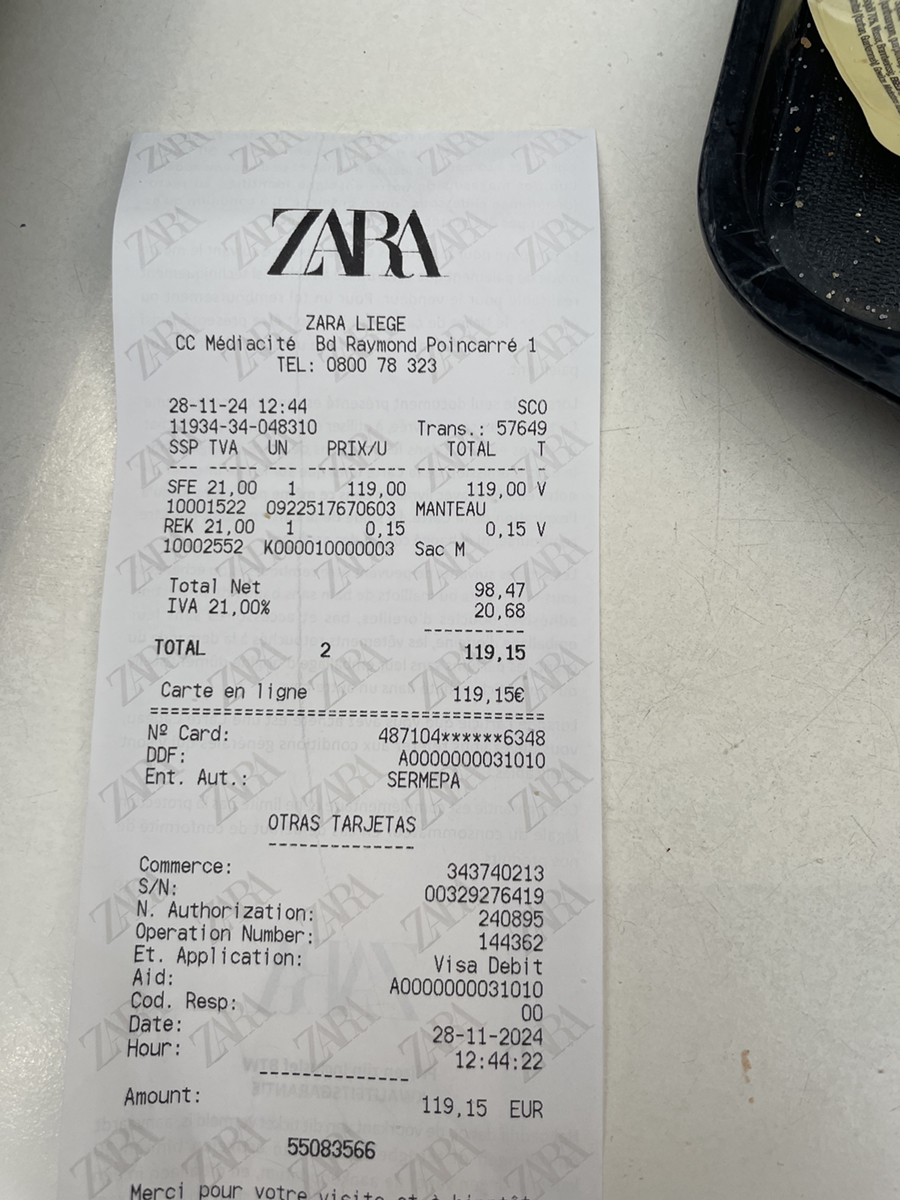 ZARA
ZARA LIEGE
CC Médiacité Bd Raymond Poincarré 1
TEL: 0800 78 323
28-11-24 12:44 SCO
11934-34-048310 Trans.: 57649
SSP TVA UN PRIX/U TOTAL T
--- ----- --- ---------- ----------- -
SFE 21,00 1 119,00 119,00 V
10001522 0922517670603 MANTEAU
REK 21,00 1 0,15 0,15 V
10002552 K000010000003 Sac M
Total Net 98,47
IVA 21,00% 20,68
----------
TOTAL 2 119,15
Carte en ligne 119,15€
================================================
Nº Card: 487104******6348
DDF: A0000000031010
Ent. Aut.: SERMEPA
OTRAS TARJETAS
--------------
Commerce: 343740213
S/N: 00329276419
N. Authorization: 240895
Operation Number: 144362
Et. Application: Visa Debit
Aid: A0000000031010
Cod. Resp: 00
Date: 28-11-2024
Hour: 12:44:22
--------------
Amount: 119,15 EUR
55083566
Merci pour votre visite et à